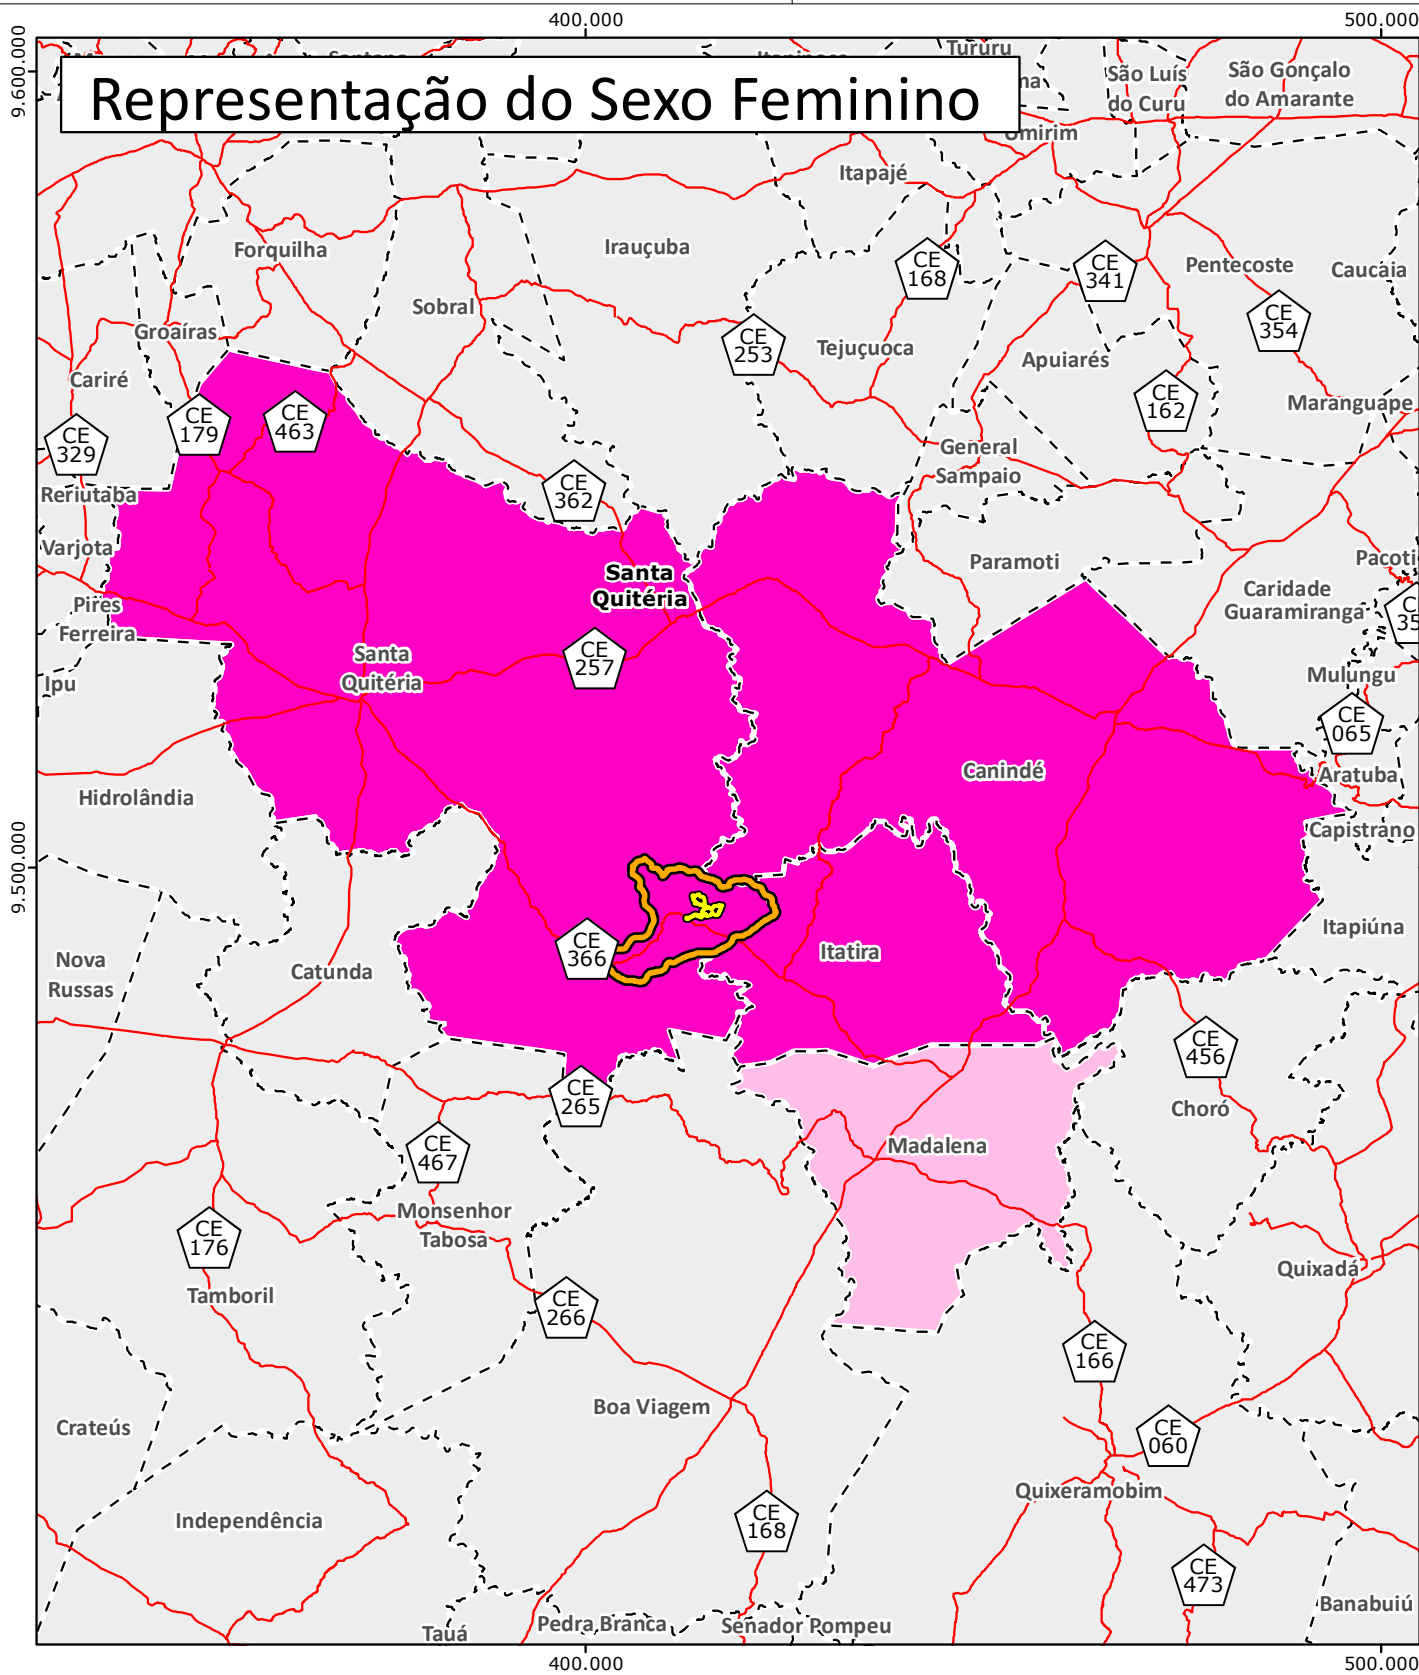 400.000
500.000
9.600.000
Representação do Sexo Feminino
Tururu
São Luís
do Curu
São Gonçalo
do Amarante
Umirim
Itapajé
Irauçuba
Forquilha
Sobral
Groaíras
Cariré
CE
168
CE
341
Pentecoste
Caucaia
CE
354
CE
253
Tejuçuoca
Apuiarés
CE
162
Maranguape
CE
329
CE
179
CE
463
General
Sampaio
CE
362
Reriutaba
Varjota
Paramoti
Pacoti
Santa
Quitéria
Caridade
Guaramiranga
Pires
Ferreira
CE
257
Santa
Quitéria
Ipu
Mulungu
CE
065
Canindé
Aratuba
Hidrolândia
Capistrano
9.500.000
Itapiúna
CE
366
Itatira
Nova
Russas
Catunda
CE
456
CE
265
Choró
CE
467
Madalena
Monsenhor
Tabosa
CE
176
Quixadá
Tamboril
CE
266
CE
166
Boa Viagem
Crateús
CE
060
Quixeramobim
Independência
CE
168
CE
473
Banabuiú
Tauá
Pedra Branca
Senador Pompeu
400.000
500.000